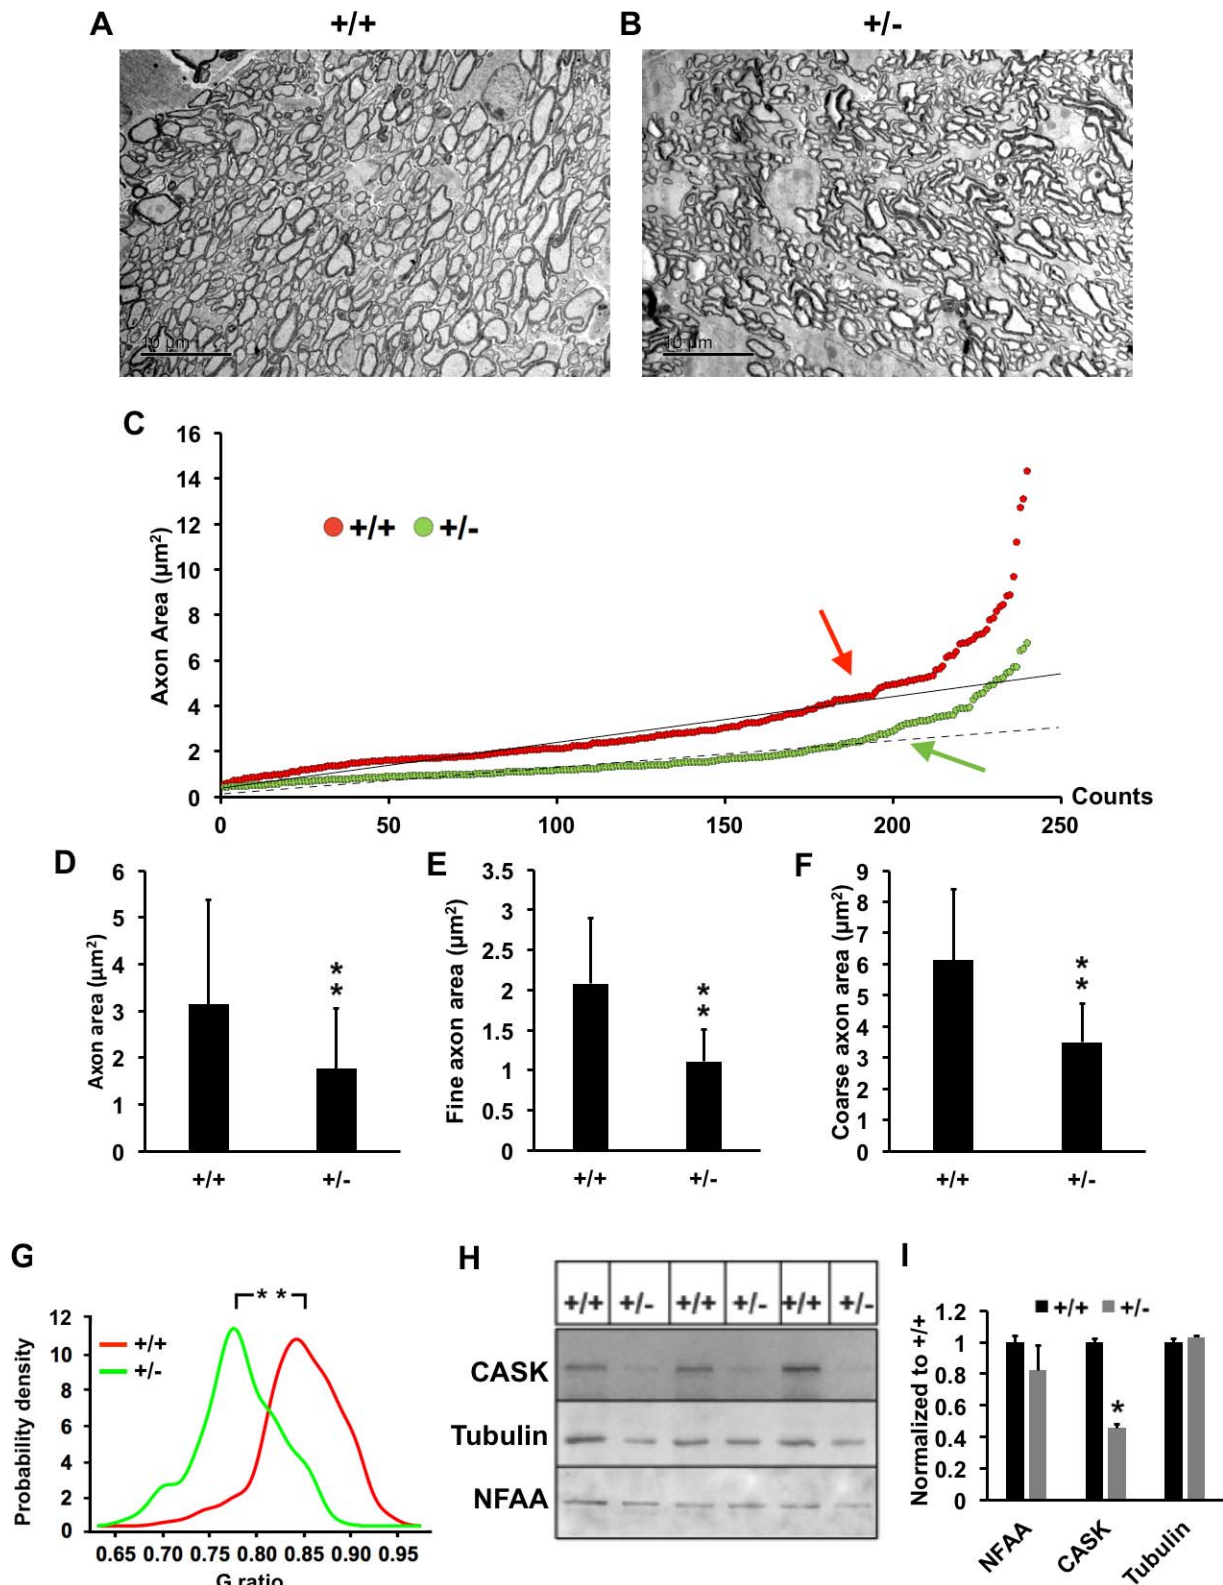 A +/+ B +/-
10 µm 10 µm
C
16
14
12
10
8
6
4
2
0
Axon Area (µm²)
+/+ +/-
0 50 100 150 200 250
Counts
D
6
5
4
3
2
1
0
Axon area (µm²)
*
*
+/+ +/-
E
3.5
3
2.5
2
1.5
1
0.5
0
Fine axon area (µm²)
*
*
+/+ +/-
F
9
8
7
6
5
4
3
2
1
0
Coarse axon area (µm²)
*
*
+/+ +/-
G
* *
12
10
8
6
4
2
0
Probability density
+/+
+/-
0.65 0.70 0.75 0.80 0.85 0.90 0.95
G ratio
H
+/+ +/- +/+ +/- +/+ +/-
CASK
Tubulin
NFAA
I
+/+ +/-
1.2
1
0.8
0.6
0.4
0.2
0
Normalized to +/+
*
NFAA CASK Tubulin